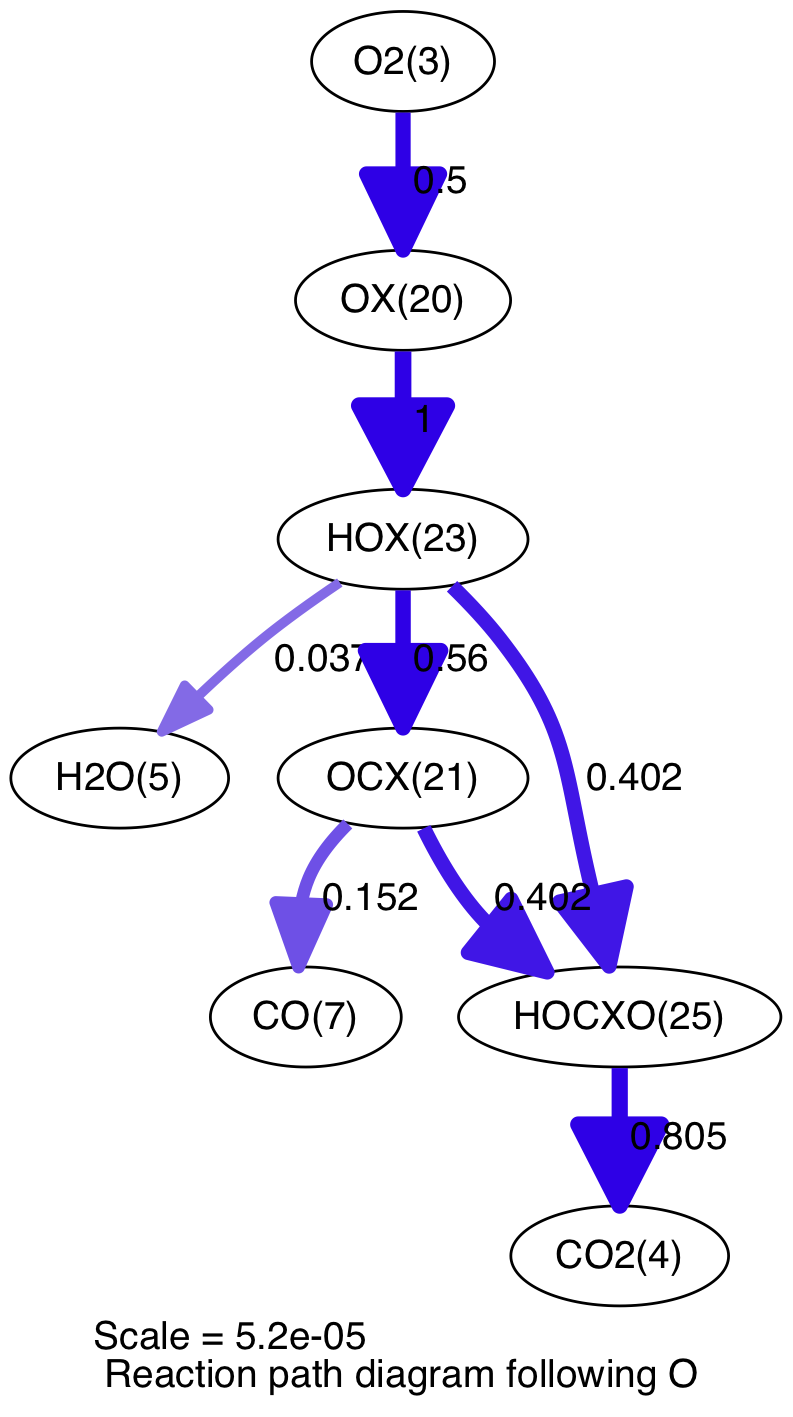 O2(3)
0.5
OX(20)
1
HOX(23)
0.037 0.56
H2O(5) OCX(21) 0.402
0.152 0.402
CO(7) HOCXO(25)
0.805
CO2(4)
Scale = 5.2e-05
Reaction path diagram following O